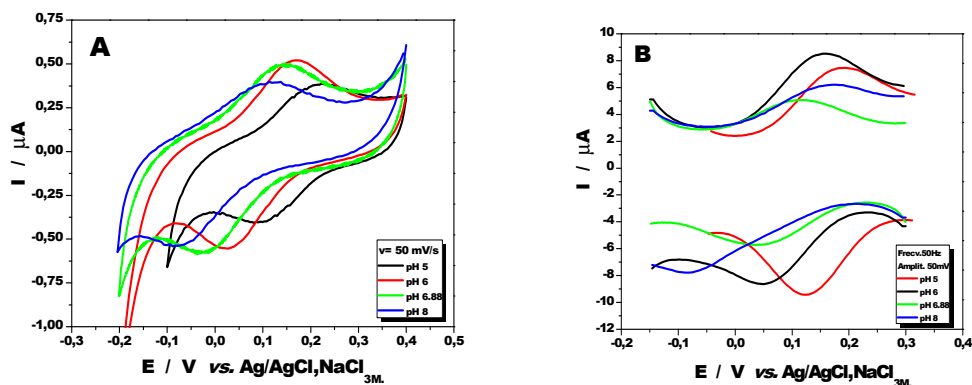 A
0,75
0,50
0,25
0,00
-0,25
-0,50
-0,75
-1,00
I / μA
-0,3 -0,2 -0,1 0,0 0,1 0,2 0,3 0,4 0,5
E / V vs. Ag/AgCl,NaCl3M.
v= 50 mV/s
pH 5
pH 6
pH 6.88
pH 8
B
10
8
6
4
2
0
-2
-4
-6
-8
-10
-12
I / μA
-0,2 -0,1 0,0 0,1 0,2 0,3 0,4
E / V vs. Ag/AgCl,NaCl3M.
Frecv.50Hz
Amplit. 50mV
pH 5
pH 6
pH 6.88
pH 8